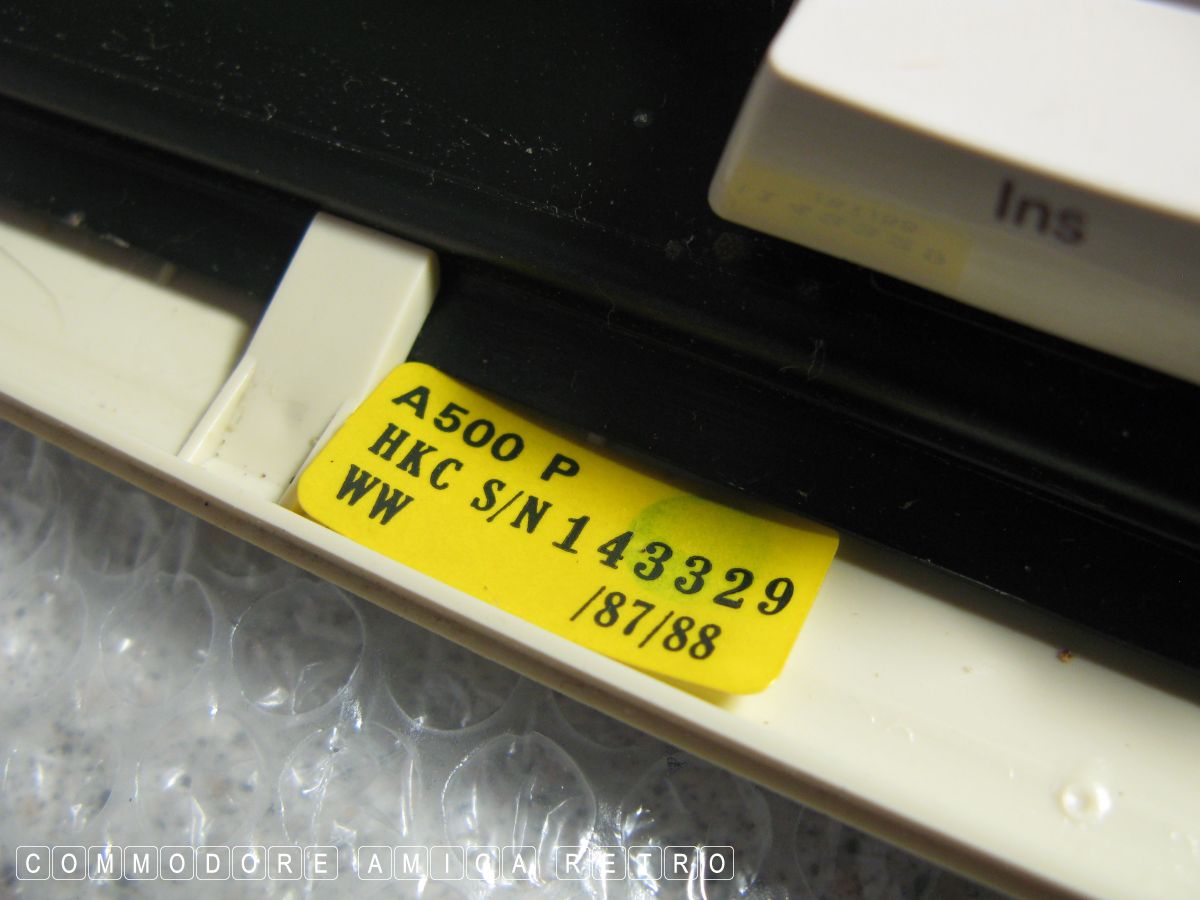 Ins
A500 P
HKC S/N 143329
WW
/87/88
COMMODORE AMIGA RETRO